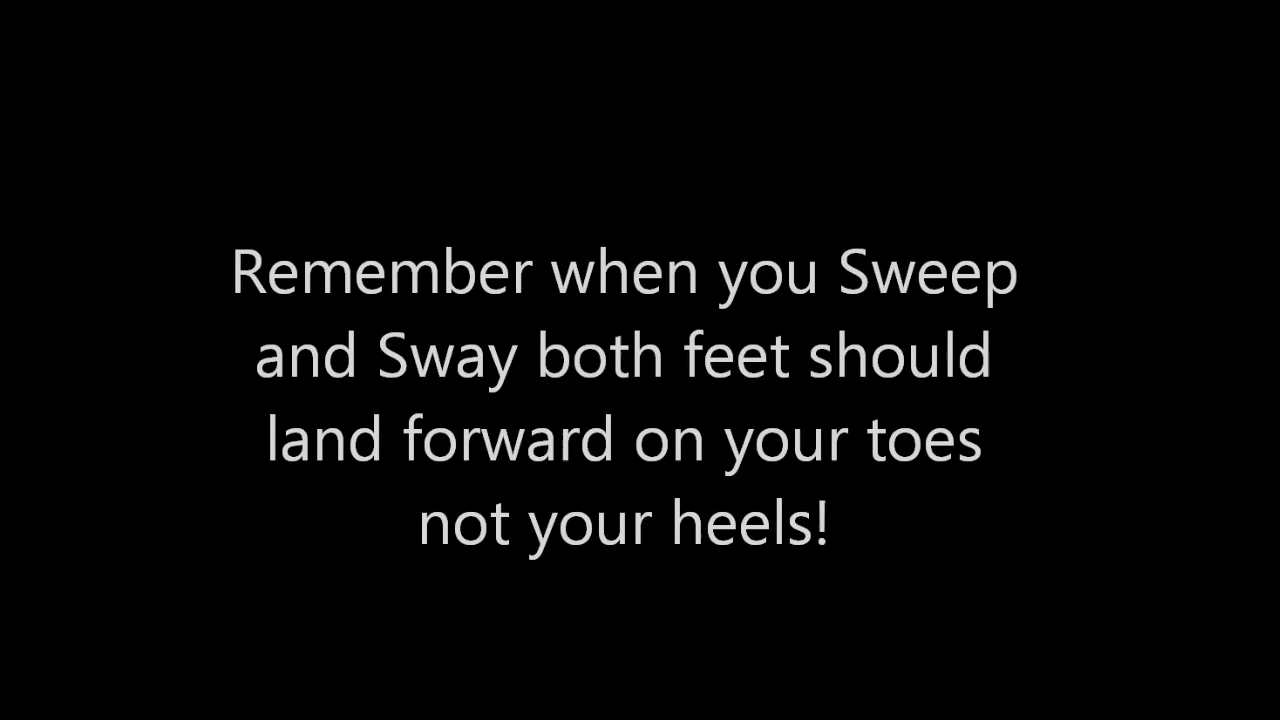 Remember when you Sweep
and Sway both feet should
land forward on your toes
not your heels!